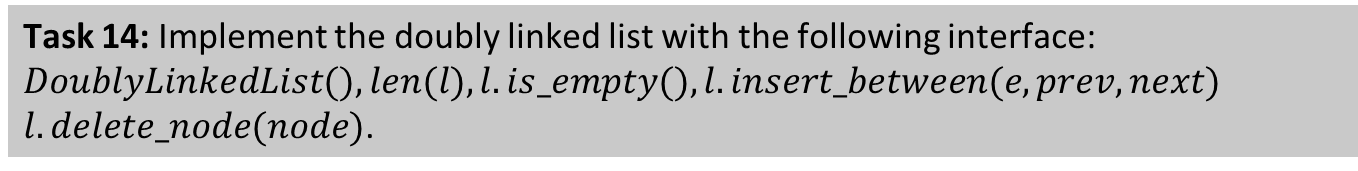 Task 14: Implement the doubly linked list with the following interface:
DoublyLinkedList(), len(l), l.is_empty(), l.insert_between(e, prev, next)
l.delete_node(node).